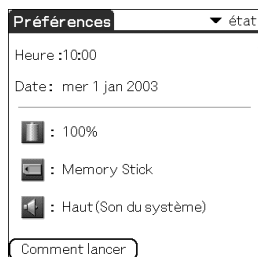 Préférences ▼ état
Heure :10:00
Date : mer 1 jan 2003
: 100%
: Memory Stick
: Haut (Son du système)
Comment lancer